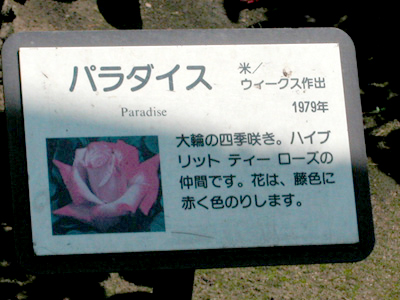 パラダイス
米／
ウィークス作出
Paradise
1979年
大輪の四季咲き。ハイブ
リット ティー ローズの
仲間です。花は、藤色に
赤く色のりします。